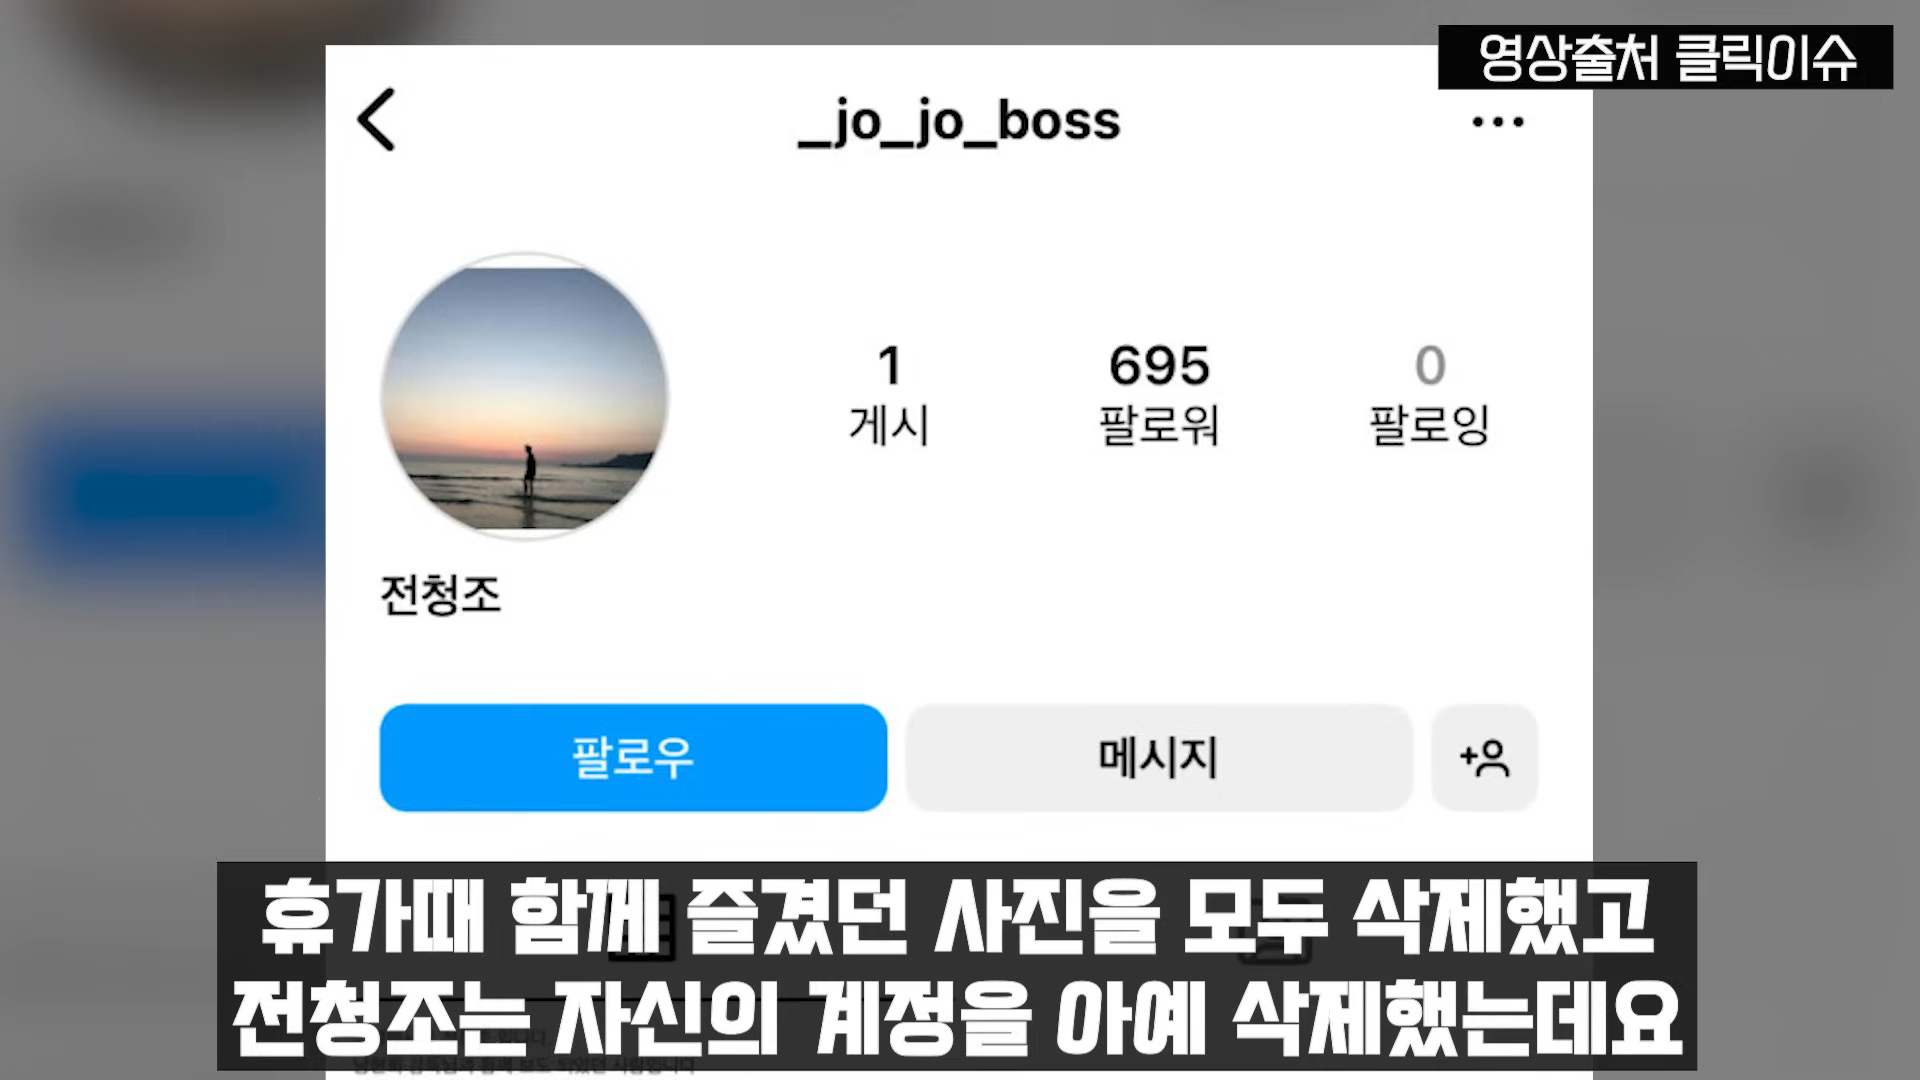 영상출처 클릭이슈
_jo_jo_boss
1
게시
695
팔로워
0
팔로잉
전청조
팔로우
메시지
휴가때 함께 즐겼던 사진을 모두 삭제했고
전청조는 자신의 계정을 아예 삭제했는데요